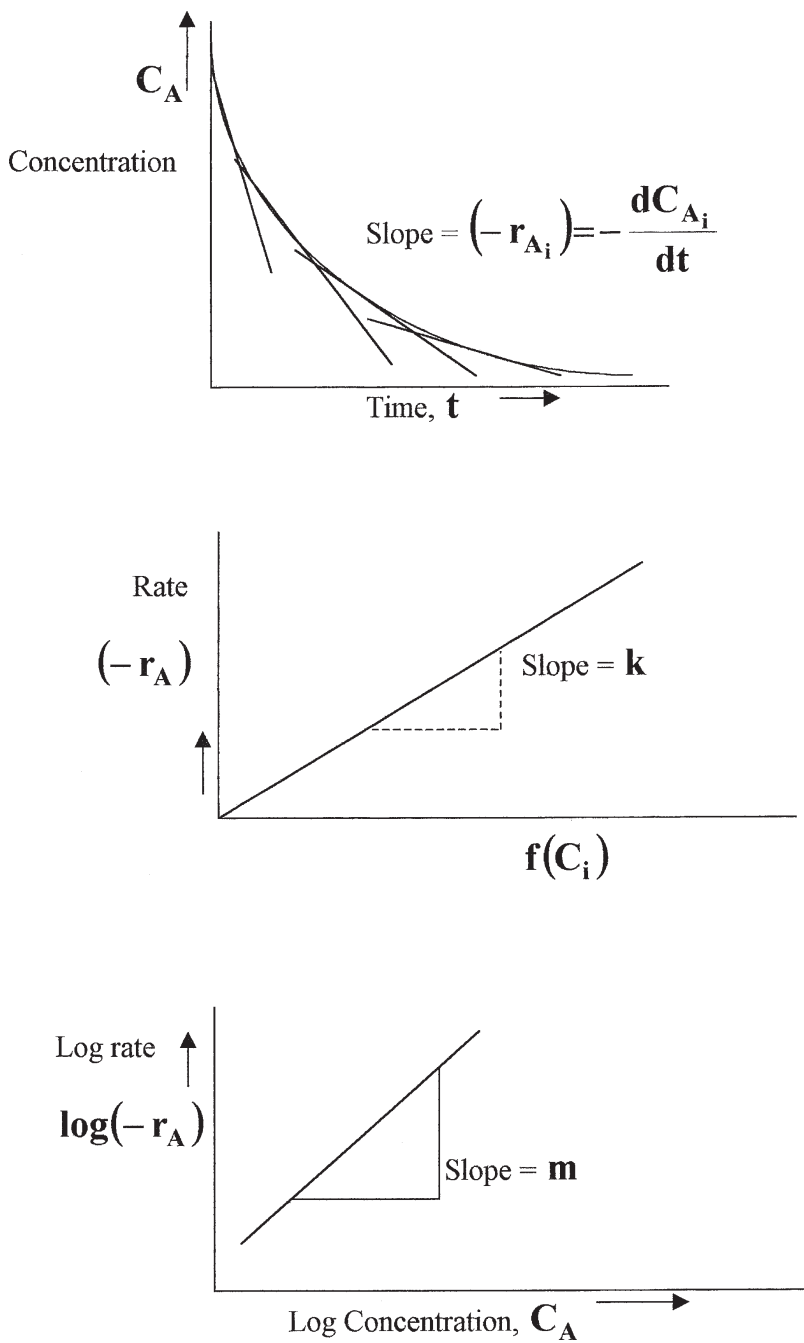 C_A
Concentration
Slope = (− r_{A_i}) = − dC_{A_i} / dt
Time, t
Rate
(− r_A)
Slope = k
f(C_i)
Log rate
log(− r_A)
Slope = m
Log Concentration, C_A